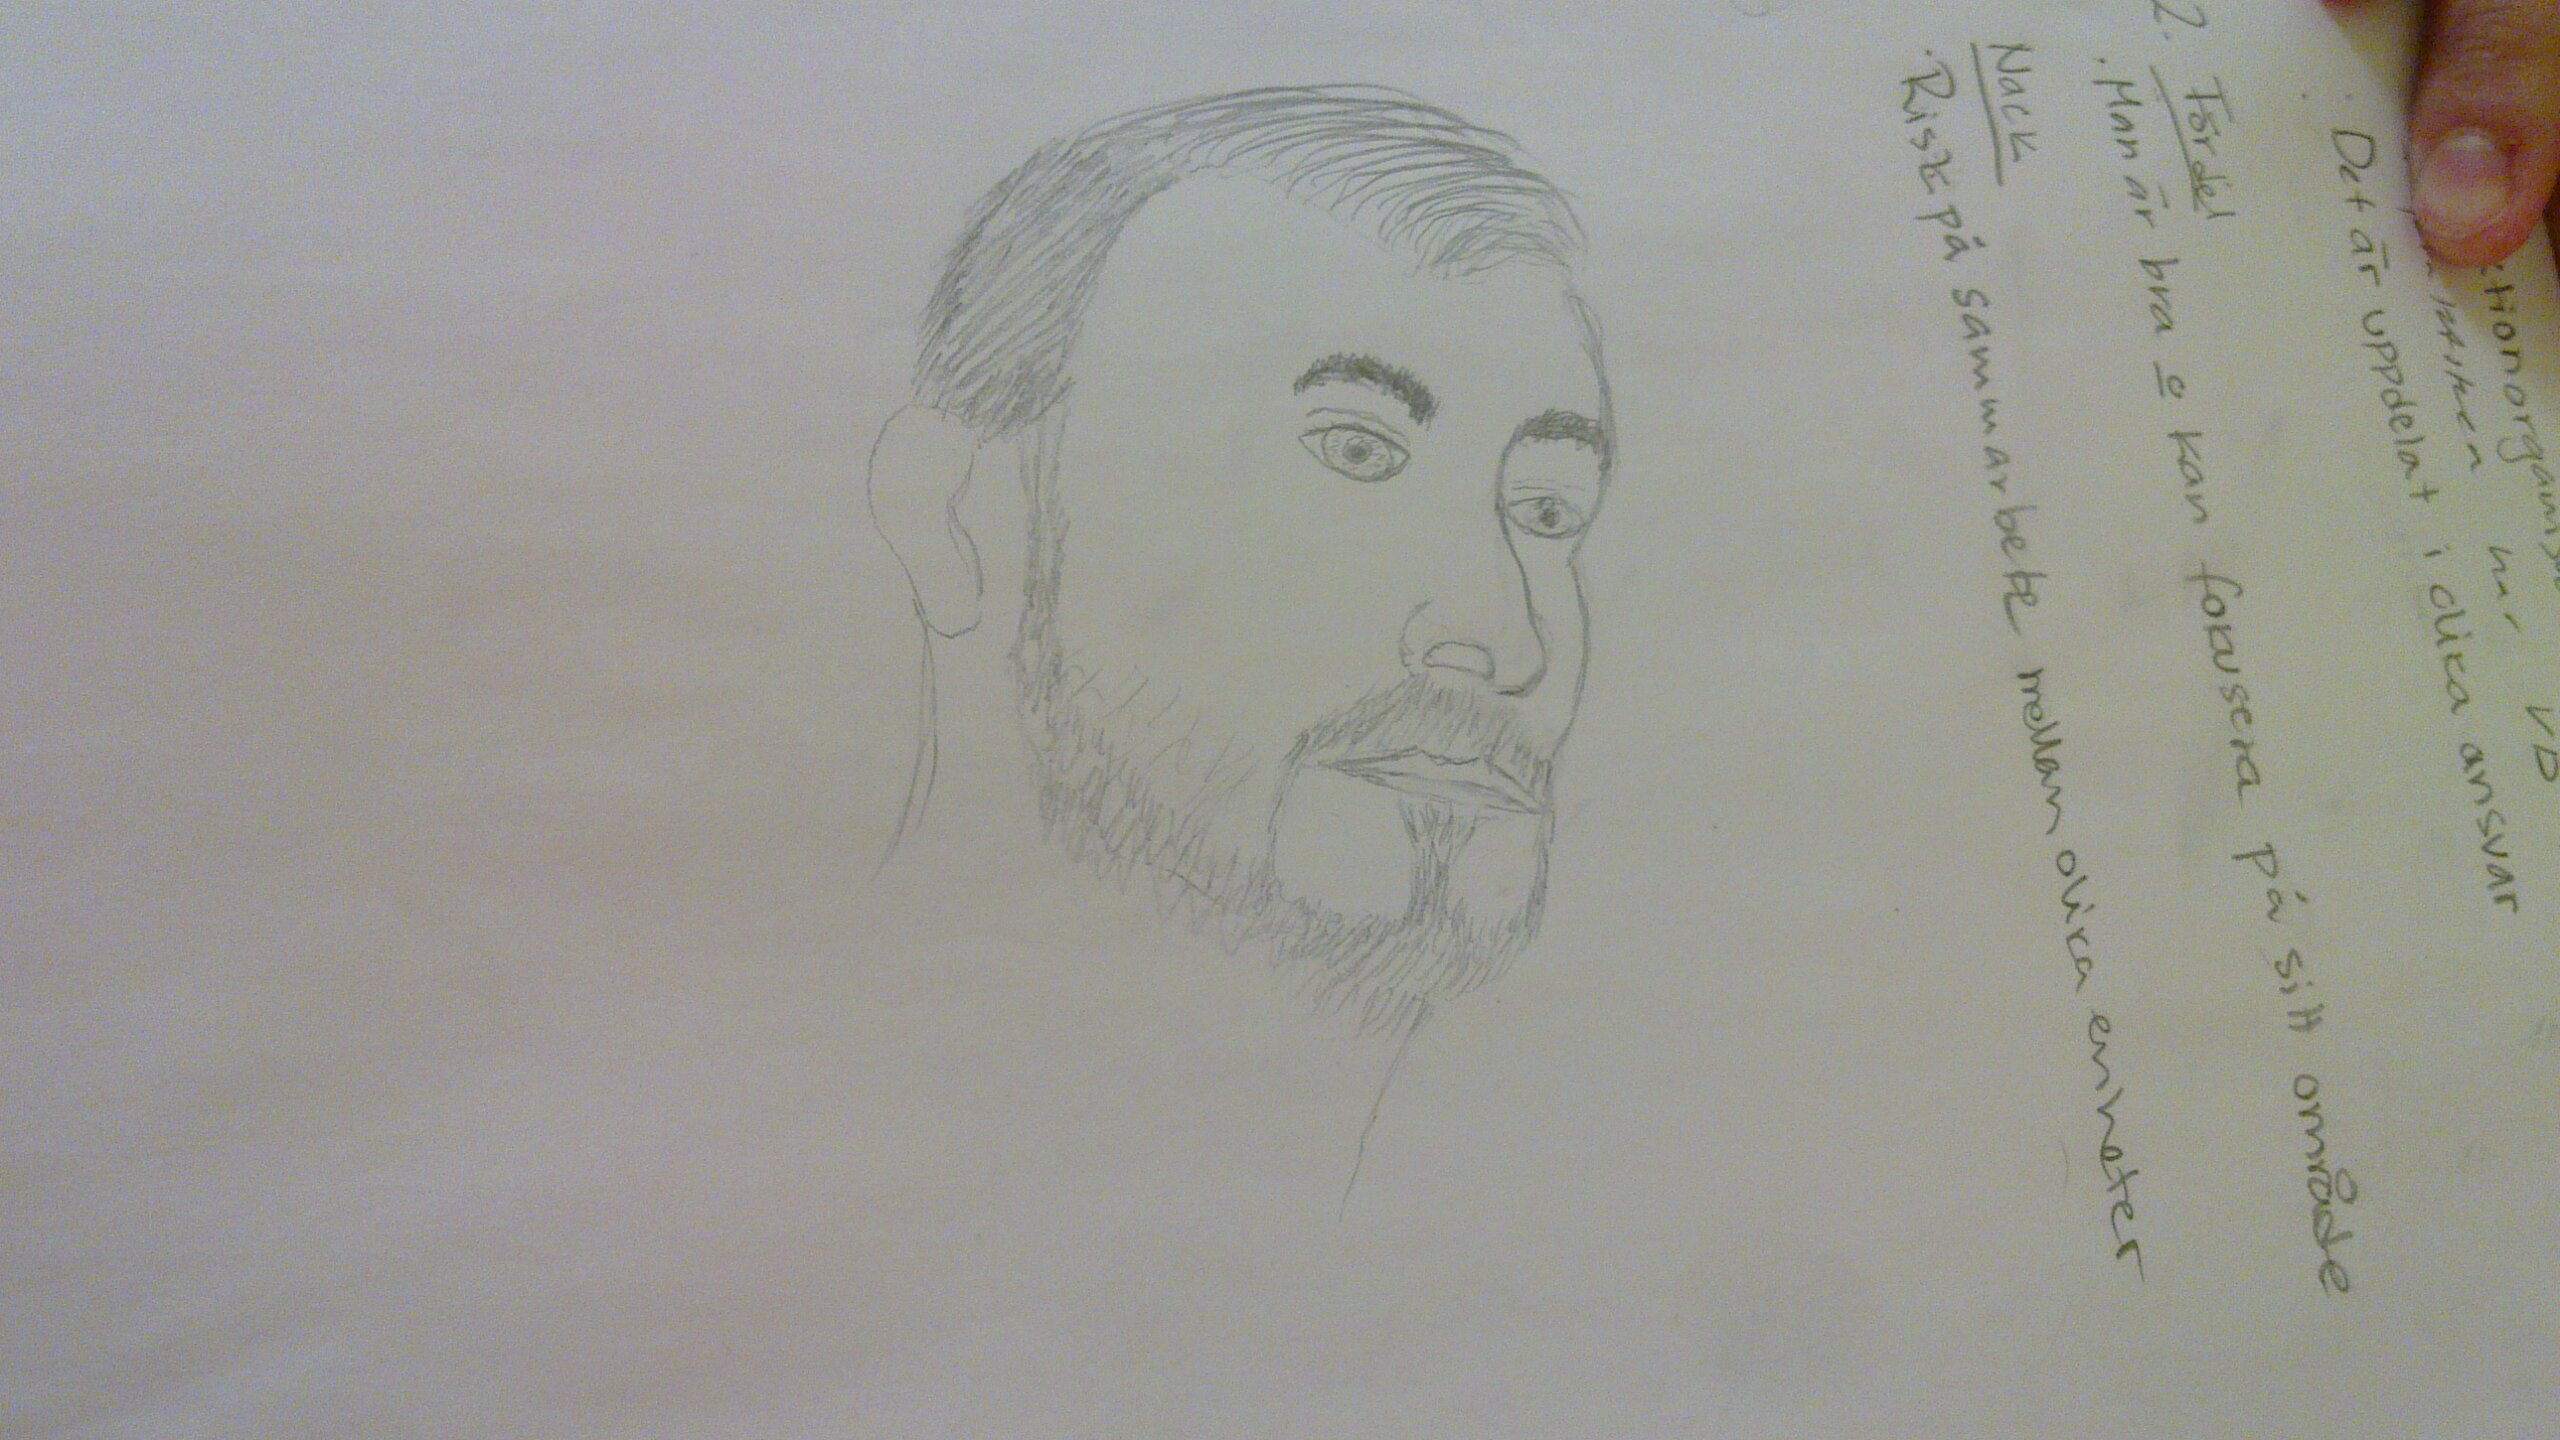 VD
Det är uppdelat i olika ansvar
2. Fördel
. Man är bra o kan fokusera på sitt område
Nack
. Risk på sammarbete mellan olika enheter